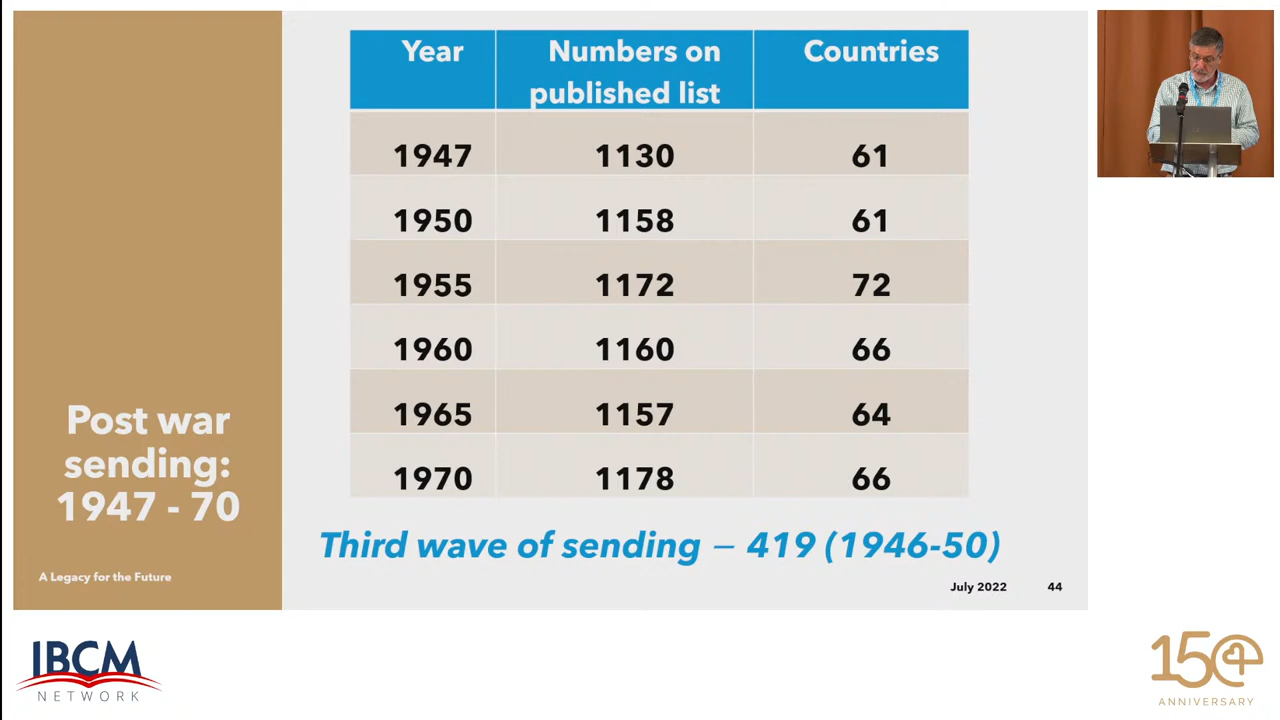 Year Numbers on published list Countries
1947 1130 61
1950 1158 61
1955 1172 72
1960 1160 66
1965 1157 64
1970 1178 66
Post war
sending:
1947 - 70
Third wave of sending – 419 (1946-50)
A Legacy for the Future
July 2022 44
IBCM
NETWORK
150
ANNIVERSARY